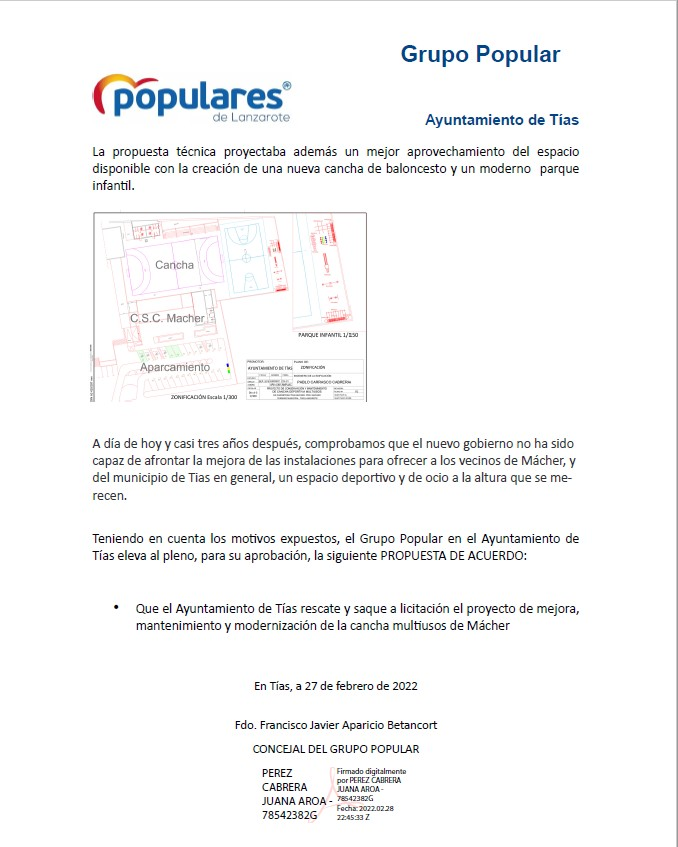 Grupo Popular
populares®
de Lanzarote
Ayuntamiento de Tías
La propuesta técnica proyectaba además un mejor aprovechamiento del espacio
disponible con la creación de una nueva cancha de baloncesto y un moderno parque
infantil.
Cancha
C.S.C. Macher
PARQUE INFANTIL 1/150
Aparcamiento
AYUNTAMIENTO DE TIAS
ZONIFICACIÓN
PABLO CARRASCO CABRERA
ZONIFICACIÓN Escala 1/300
A día de hoy y casi tres años después, comprobamos que el nuevo gobierno no ha sido
capaz de afrontar la mejora de las instalaciones para ofrecer a los vecinos de Mácher, y
del municipio de Tias en general, un espacio deportivo y de ocio a la altura que se me-
recen.
Teniendo en cuenta los motivos expuestos, el Grupo Popular en el Ayuntamiento de
Tías eleva al pleno, para su aprobación, la siguiente PROPUESTA DE ACUERDO:
• Que el Ayuntamiento de Tías rescate y saque a licitación el proyecto de mejora,
mantenimiento y modernización de la cancha multiusos de Mácher
En Tías, a 27 de febrero de 2022
Fdo. Francisco Javier Aparicio Betancort
CONCEJAL DEL GRUPO POPULAR
PEREZ
CABRERA
JUANA AROA -
78542382G
Firmado digitalmente
por PEREZ CABRERA
JUANA AROA -
78542382G
Fecha: 2022.02.28
22:45:33 Z